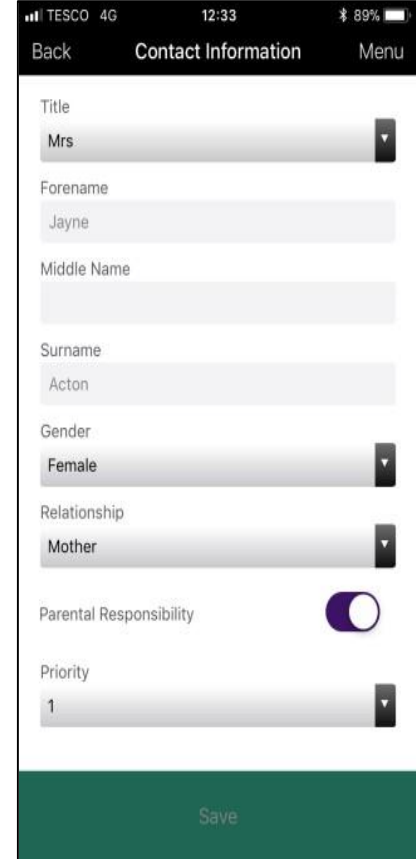 TESCO 4G 12:33 89%
Back Contact Information Menu
Title
Mrs
Forename
Jayne
Middle Name
Surname
Acton
Gender
Female
Relationship
Mother
Parental Responsibility
Priority
1
Save